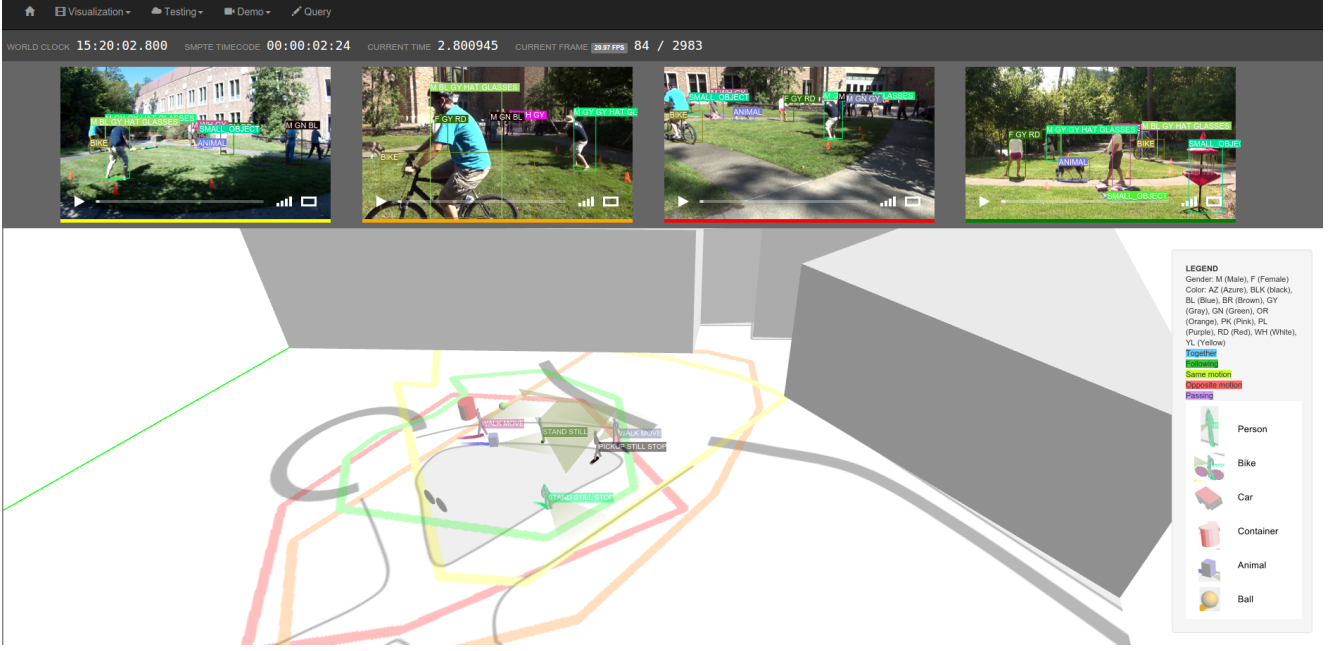 Visualization Testing Demo Query
WORLD CLOCK 15:20:02.800 SMPTE TIMECODE 00:00:02:24 CURRENT TIME 2.800945 CURRENT FRAME 29.97 FPS 84 / 2983
M BL GY HAT GLASSES
SMALL_OBJECT
M GN BL
BIKE
ANIMAL
M BL GY HAT GLASSES
F GY RD
M GN BL
H GY
M GY GY HAT GL
BIKE
SMALL_OBJECT
F GY RD
M GN GY
GLASSES
BIKE
ANIMAL
F GY RD
M GY GY HAT GLASSES
M BL GY HAT GLASSES
BIKE
SMALL_OBJE
ANIMAL
SMALL_OBJECT
WALK MOVE
STAND STILL
WALK MOVE
PICKUP STILL STOP
STAND STILL STOP
LEGEND
Gender: M (Male), F (Female)
Color: AZ (Azure), BLK (black),
BL (Blue), BR (Brown), GY
(Gray), GN (Green), OR
(Orange), PK (Pink), PL
(Purple), RD (Red), WH (White),
YL (Yellow)
Together
Following
Same motion
Opposite motion
Passing
Person
Bike
Car
Container
Animal
Ball